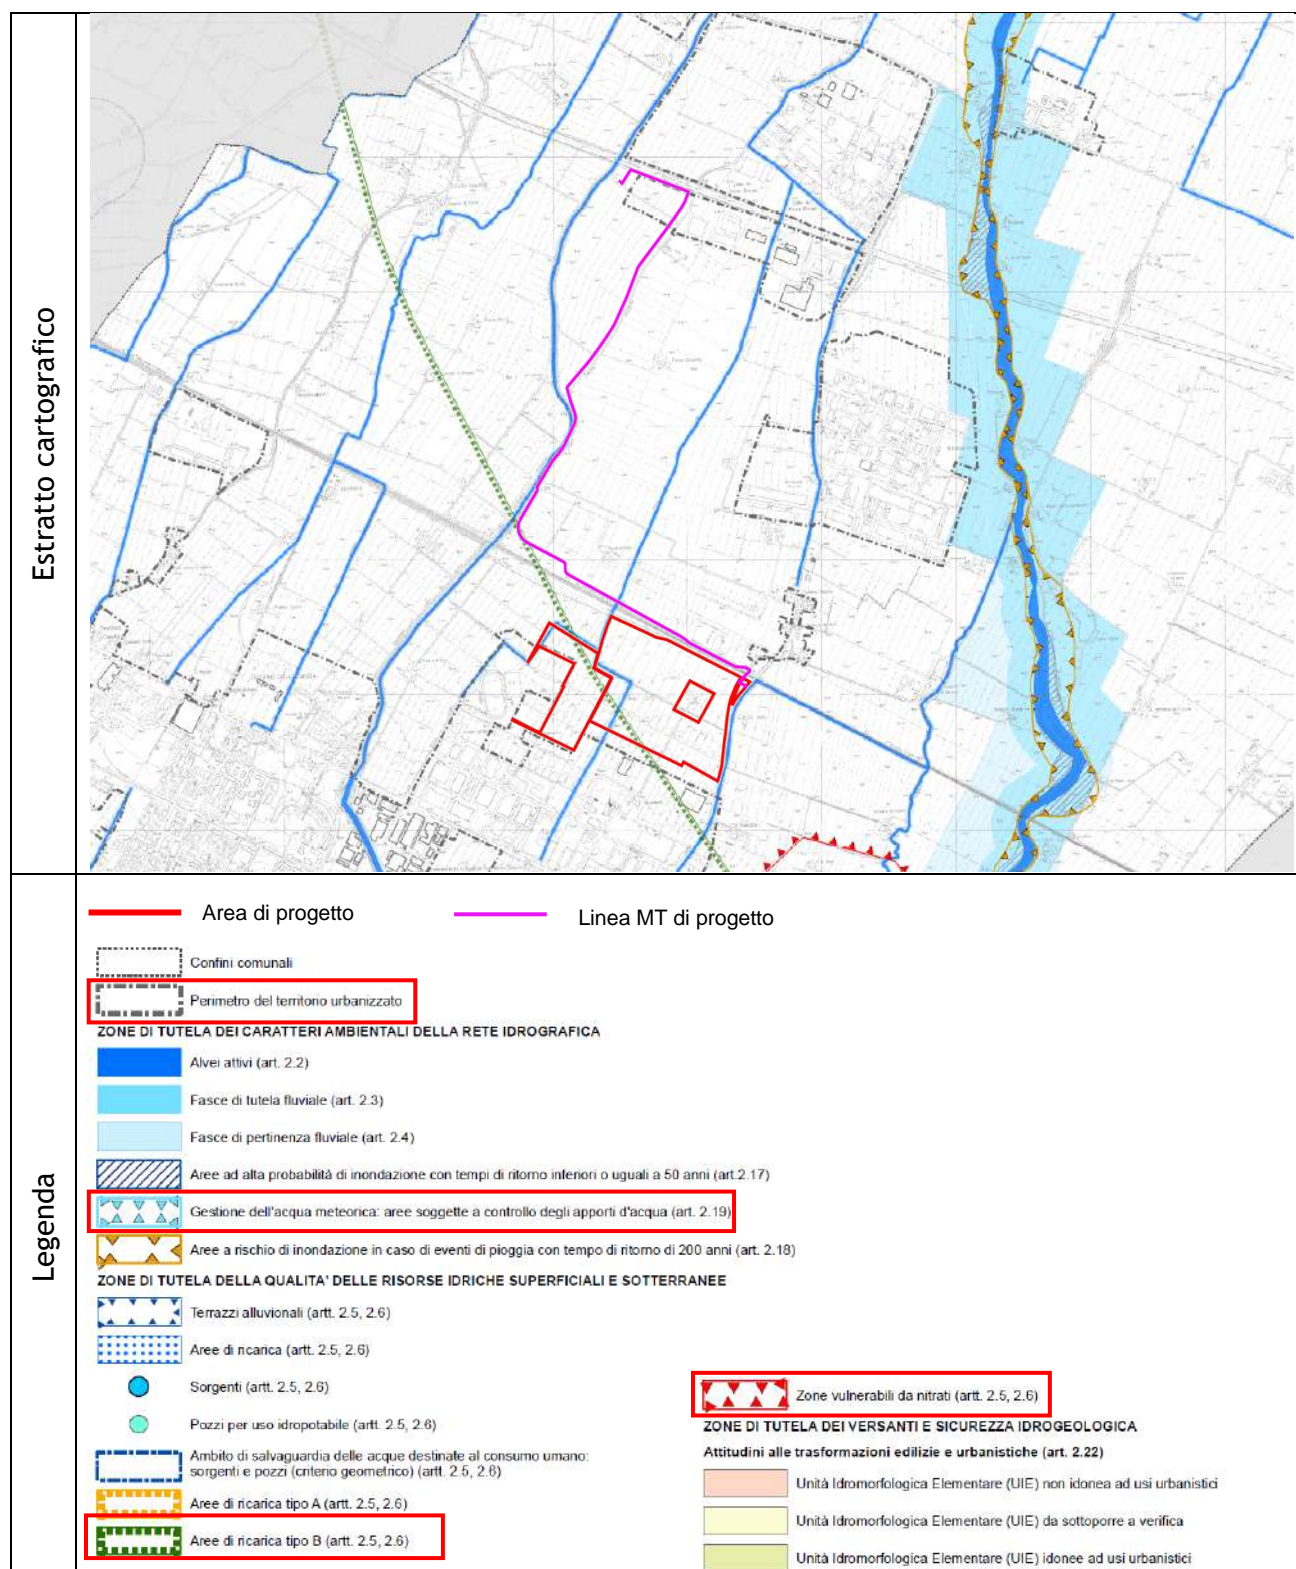 Estratto cartografico
Legenda
Area di progetto
Linea MT di progetto
Confini comunali
Perimetro del territorio urbanizzato
ZONE DI TUTELA DEI CARATTERI AMBIENTALI DELLA RETE IDROGRAFICA
Alvei attivi (art. 2.2)
Fasce di tutela fluviale (art. 2.3)
Fasce di pertinenza fluviale (art. 2.4)
Aree ad alta probabilità di inondazione con tempi di ritorno inferiori o uguali a 50 anni (art.2.17)
Gestione dell'acqua meteorica: aree soggette a controllo degli apporti d'acqua (art. 2.19)
Aree a rischio di inondazione in caso di eventi di pioggia con tempo di ritorno di 200 anni (art. 2.18)
ZONE DI TUTELA DELLA QUALITA' DELLE RISORSE IDRICHE SUPERFICIALI E SOTTERRANEE
Terrazzi alluvionali (artt. 2.5, 2.6)
Aree di ricarica (artt. 2.5, 2.6)
Sorgenti (artt. 2.5, 2.6)
Pozzi per uso idropotabile (artt. 2.5, 2.6)
Ambito di salvaguardia delle acque destinate al consumo umano:
sorgenti e pozzi (criterio geometrico) (artt. 2.5, 2.6)
Aree di ricarica tipo A (artt. 2.5, 2.6)
Aree di ricarica tipo B (artt. 2.5, 2.6)
Zone vulnerabili da nitrati (artt. 2.5, 2.6)
ZONE DI TUTELA DEI VERSANTI E SICUREZZA IDROGEOLOGICA
Attitudini alle trasformazioni edilizie e urbanistiche (art. 2.22)
Unità Idromorfologica Elementare (UIE) non idonea ad usi urbanistici
Unità Idromorfologica Elementare (UIE) da sottoporre a verifica
Unità Idromorfologica Elementare (UIE) idonee ad usi urbanistici